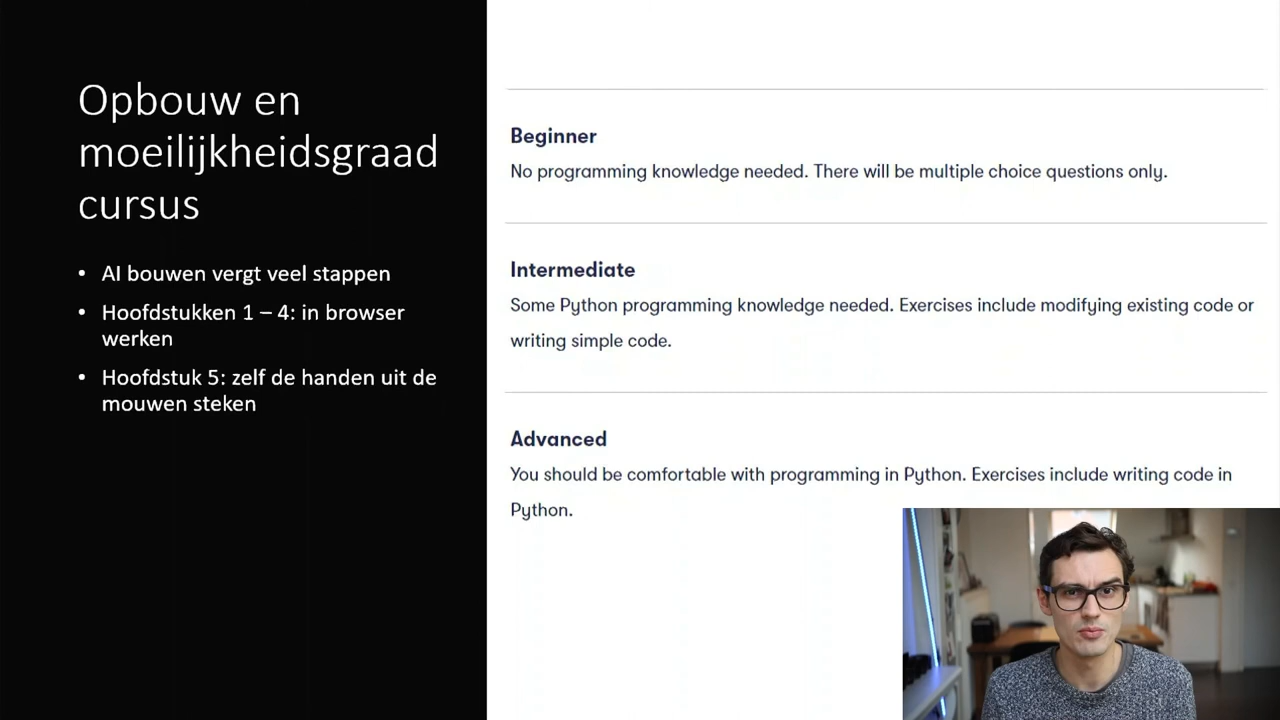 Opbouw en
moeilijkheidsgraad
cursus
• AI bouwen vergt veel stappen
• Hoofdstukken 1 – 4: in browser
werken
• Hoofdstuk 5: zelf de handen uit de
mouwen steken
Beginner
No programming knowledge needed. There will be multiple choice questions only.
Intermediate
Some Python programming knowledge needed. Exercises include modifying existing code or
writing simple code.
Advanced
You should be comfortable with programming in Python. Exercises include writing code in
Python.